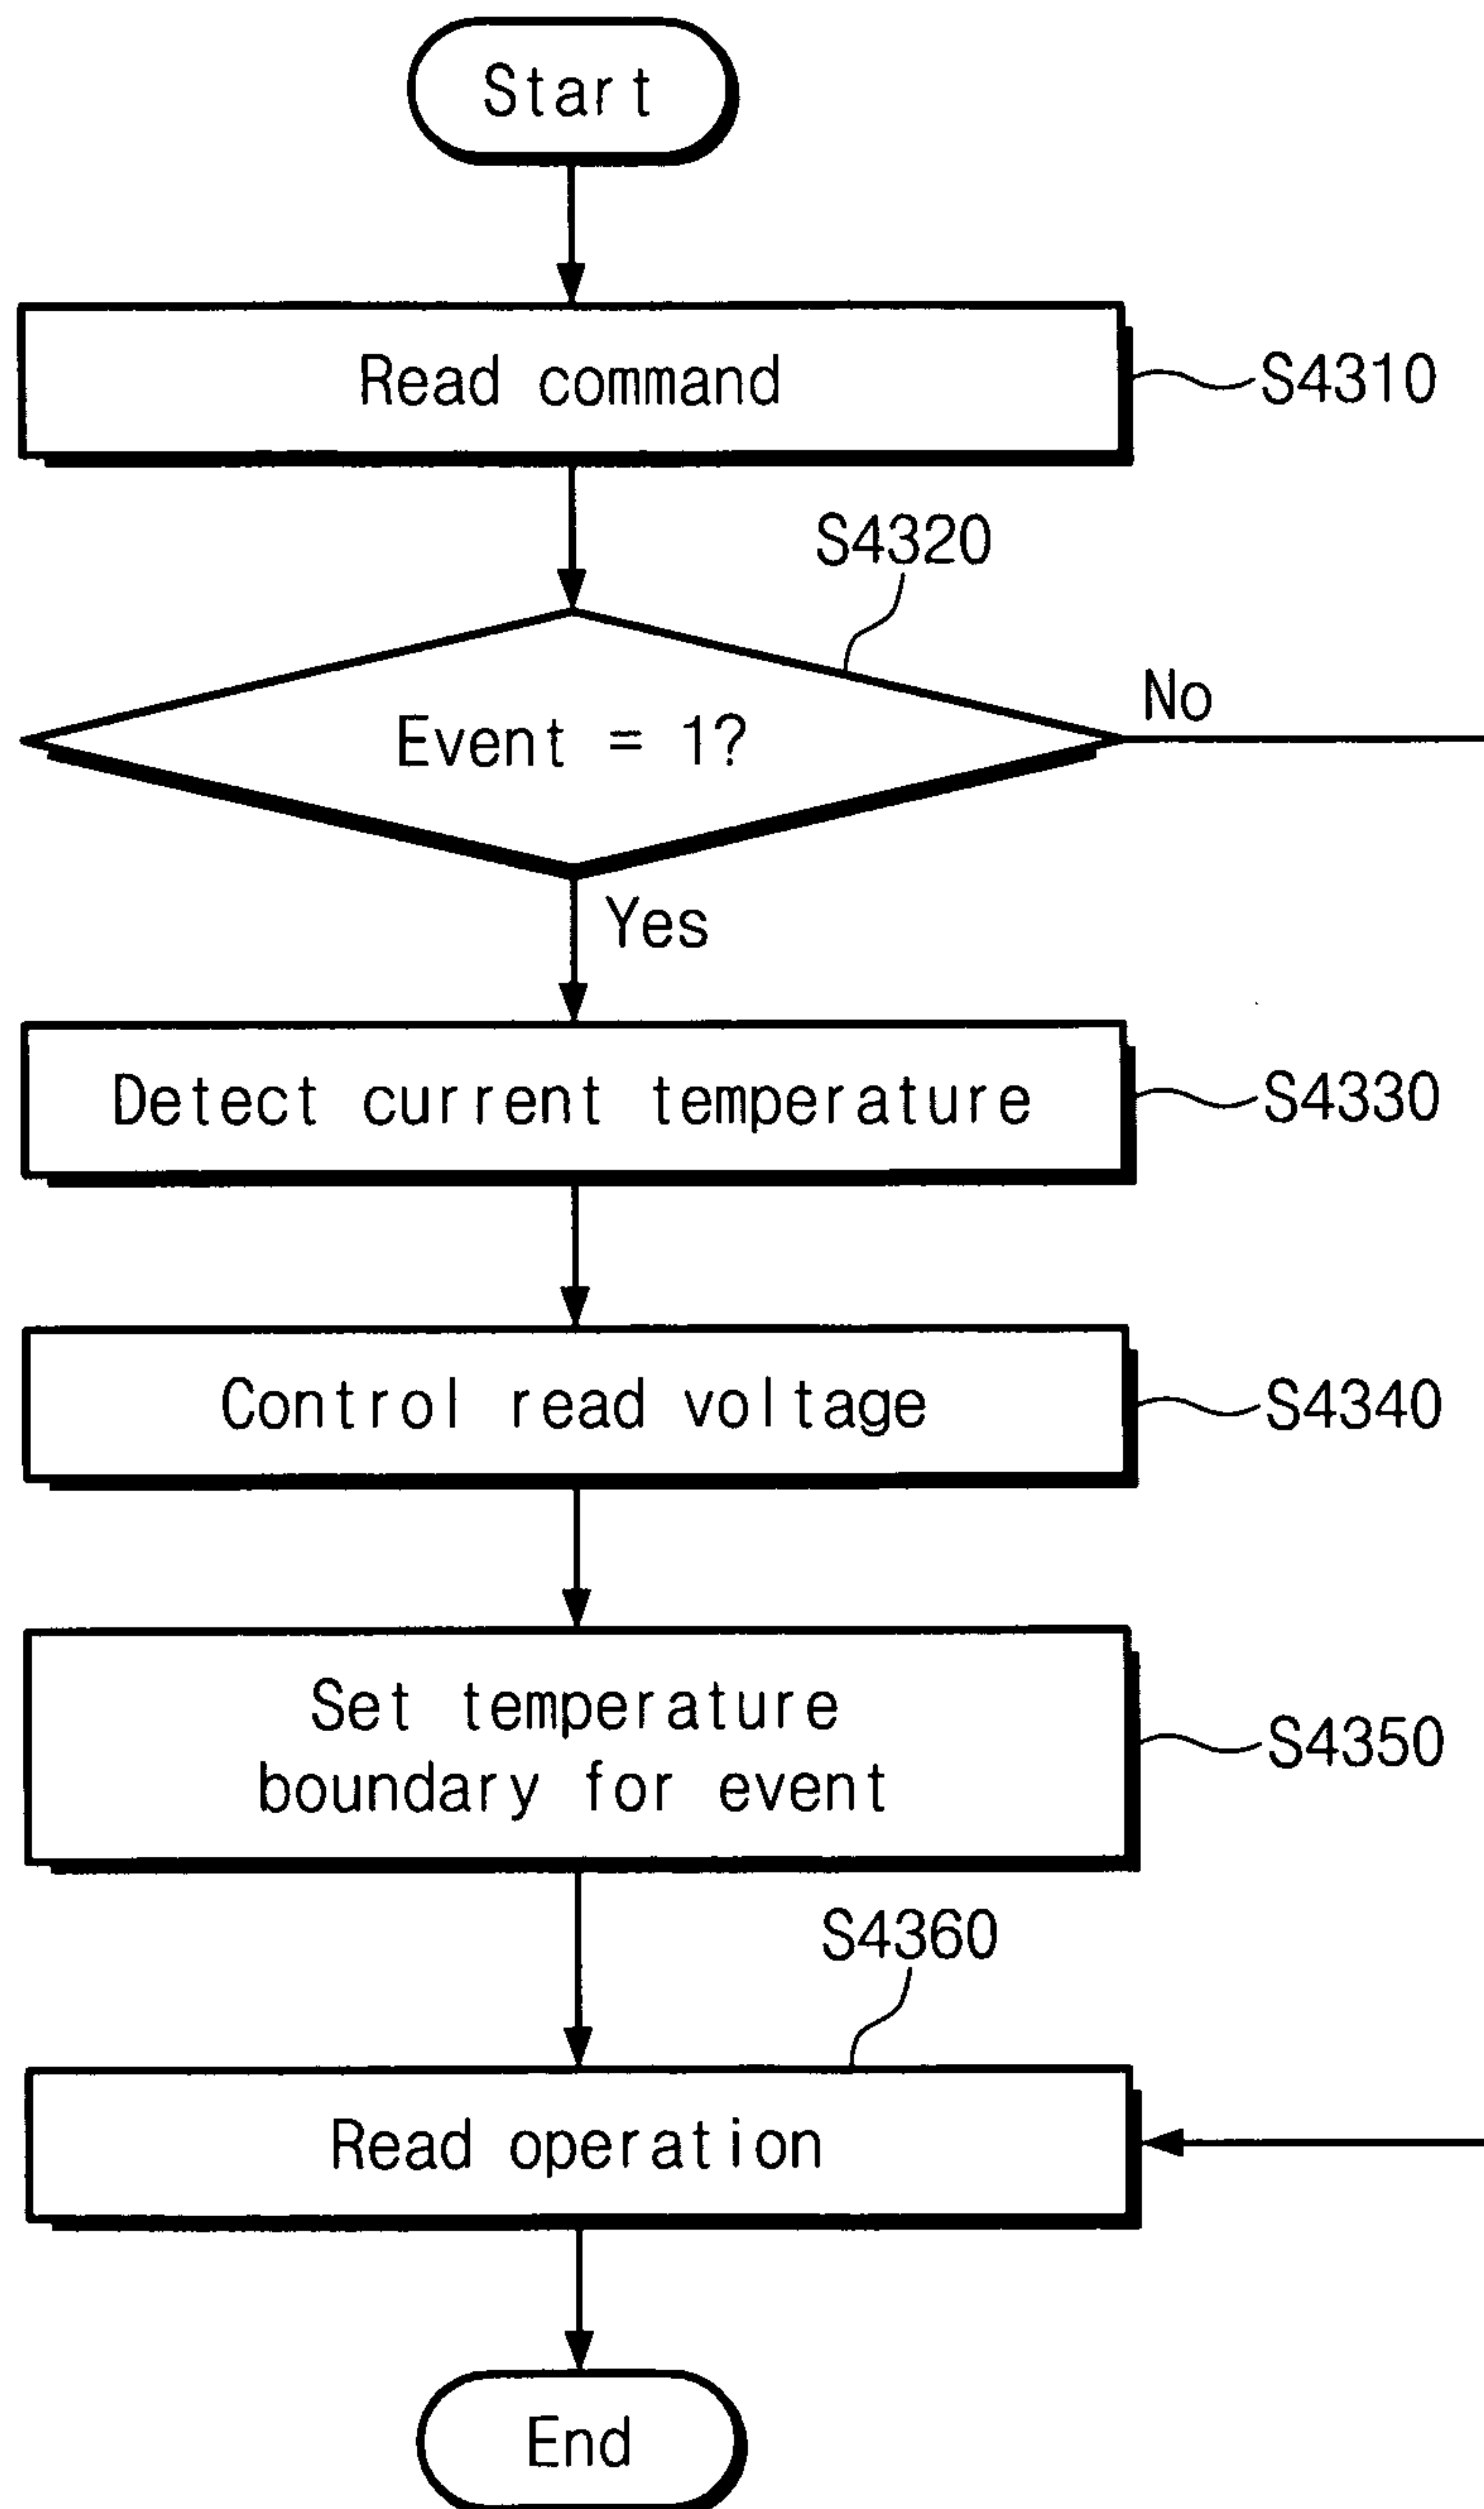 Start
Read command
S4310
S4320
Event = 1?
No
Yes
Detect current temperature
S4330
Control read voltage
S4340
Set temperature
boundary for event
S4350
S4360
Read operation
End